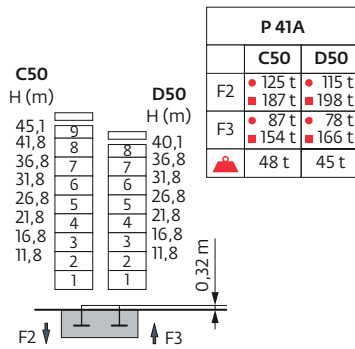 P 41A
C50 D50
F2 125 t 115 t
187 t 198 t
F3 87 t 78 t
154 t 166 t
48 t 45 t
C50
H (m)
45,1
41,8
36,8
31,8
26,8
21,8
16,8
11,8
9
8
7
6
5
4
3
2
1
D50
H (m)
40,1
36,8
31,8
26,8
21,8
16,8
11,8
8
7
6
5
4
3
2
1
0,32 m
F2
F3